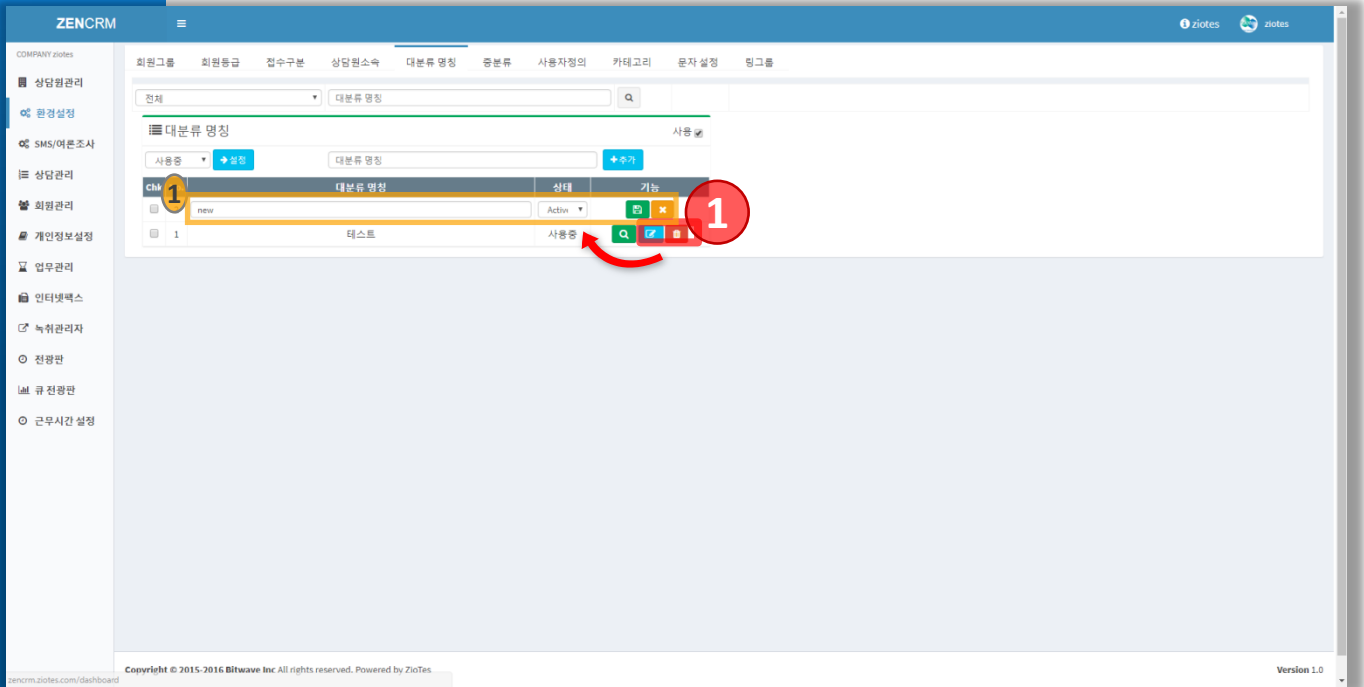 ZENCRM
ziotes
ziotes
COMPANY ziotes
상담원관리
환경설정
SMS/여론조사
상담관리
회원관리
개인정보설정
업무관리
인터넷팩스
녹취관리자
전광판
큐 전광판
근무시간 설정
회원그룹 회원등급 접수구분 상담원소속 대분류 명칭 중분류 사용자정의 카테고리 문자 설정 링그룹
전체 대분류 명칭
대분류 명칭 사용
사용중 설정 대분류 명칭 +추가
대분류 명칭 상태 기능
1 new 1
1 테스트 사용중
Copyright © 2015-2016 Bitwave Inc All rights reserved. Powered by ZioTes
Version 1.0
zencrm.ziotes.com/dashboard